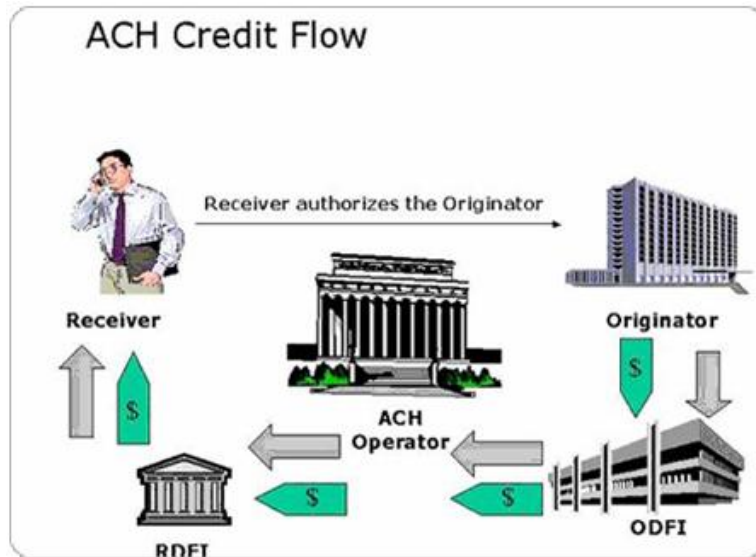 ACH Credit Flow
Receiver authorizes the Originator
Receiver
Originator
$
$
ACH
Operator
$
$
ODFI
RDFI